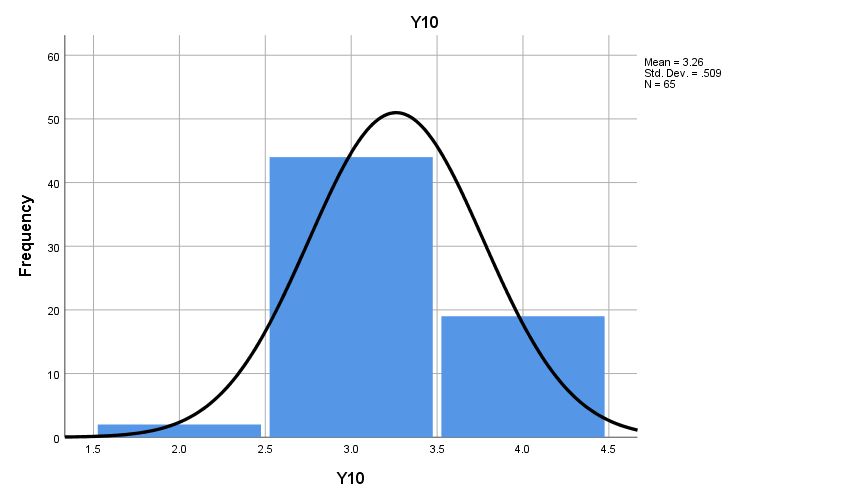 Y10
Mean = 3.26
Std. Dev. = .509
N = 65
60
50
40
30
20
10
0
Frequency
1.5 2.0 2.5 3.0 3.5 4.0 4.5
Y10